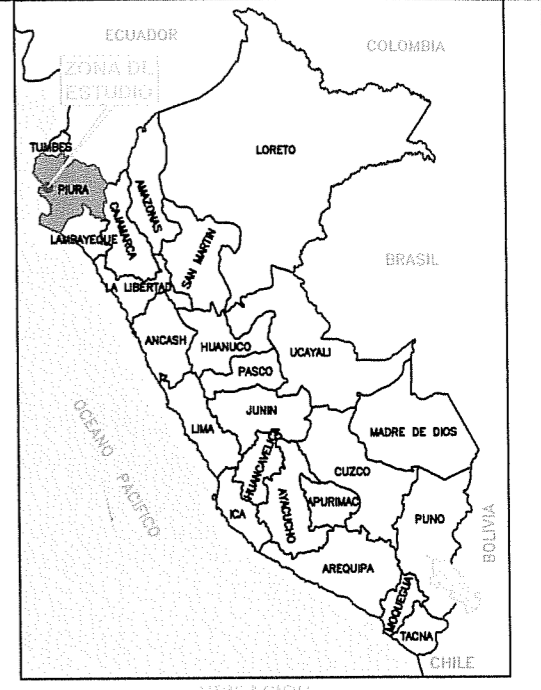 ECUADOR
COLOMBIA
ZONA DE
ESTUDIO
TUMBES
LORETO
PIURA
AMAZONAS
CAJAMARCA
LAMBAYEQUE
SAN MARTIN
BRASIL
LA LIBERTAD
ANCASH
HUANUCO
UCAYALI
PASCO
JUNIN
LIMA
MADRE DE DIOS
HUANCAVELICA
CUZCO
OCEANO PACIFICO
ICA
AYACUCHO
APURIMAC
PUNO
BOLIVIA
AREQUIPA
MOQUEGUA
TACNA
CHILE